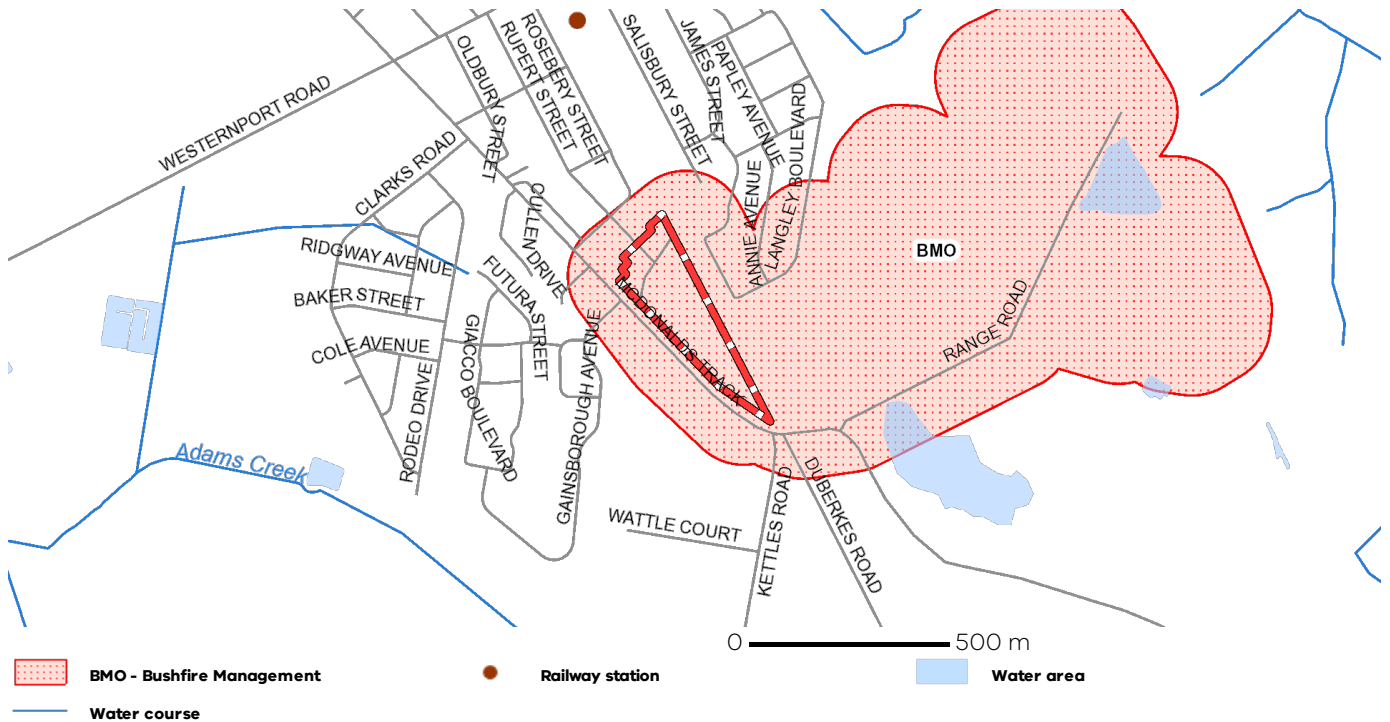 WESTERNPORT ROAD
OLDBURY STREET
RUPERT STREET
ROSEBERY STREET
SALISBURY STREET
JAMES STREET
PAPLEY AVENUE
LANGLEY BOULEVARD
ANNIE AVENUE
CLARKS ROAD
CULLEN DRIVE
RIDGWAY AVENUE
BAKER STREET
COLE AVENUE
FUTURA STREET
GIACCO BOULEVARD
RODEO DRIVE
GAINSBOROUGH AVENUE
MCDONALDS TRACK
BMO
RANGE ROAD
Adams Creek
WATTLE COURT
KETTLES ROAD
DUBERKES ROAD
0 500 m
BMO - Bushfire Management
Railway station
Water area
Water course